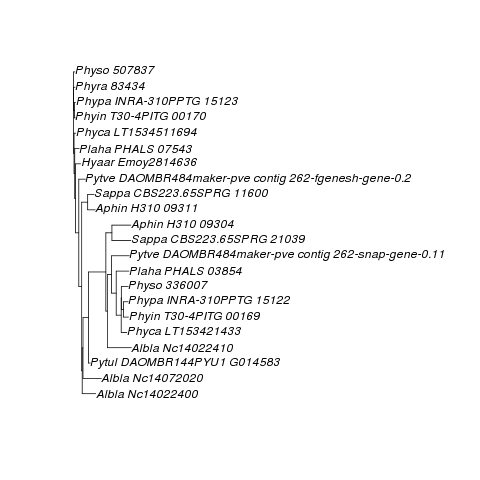 Physo 507837
Phyra 83434
Phypa INRA-310PPTG 15123
Phyin T30-4PITG 00170
Phyca LT1534511694
Plaha PHALS 07543
Hyaar Emoy2814636
Pytve DAOMBR484maker-pve contig 262-fgenesh-gene-0.2
Sappa CBS223.65SPRG 11600
Aphin H310 09311
Aphin H310 09304
Sappa CBS223.65SPRG 21039
Pytve DAOMBR484maker-pve contig 262-snap-gene-0.11
Plaha PHALS 03854
Physo 336007
Phypa INRA-310PPTG 15122
Phyin T30-4PITG 00169
Phyca LT153421433
Albla Nc14022410
Pytul DAOMBR144PYU1 G014583
Albla Nc14072020
Albla Nc14022400